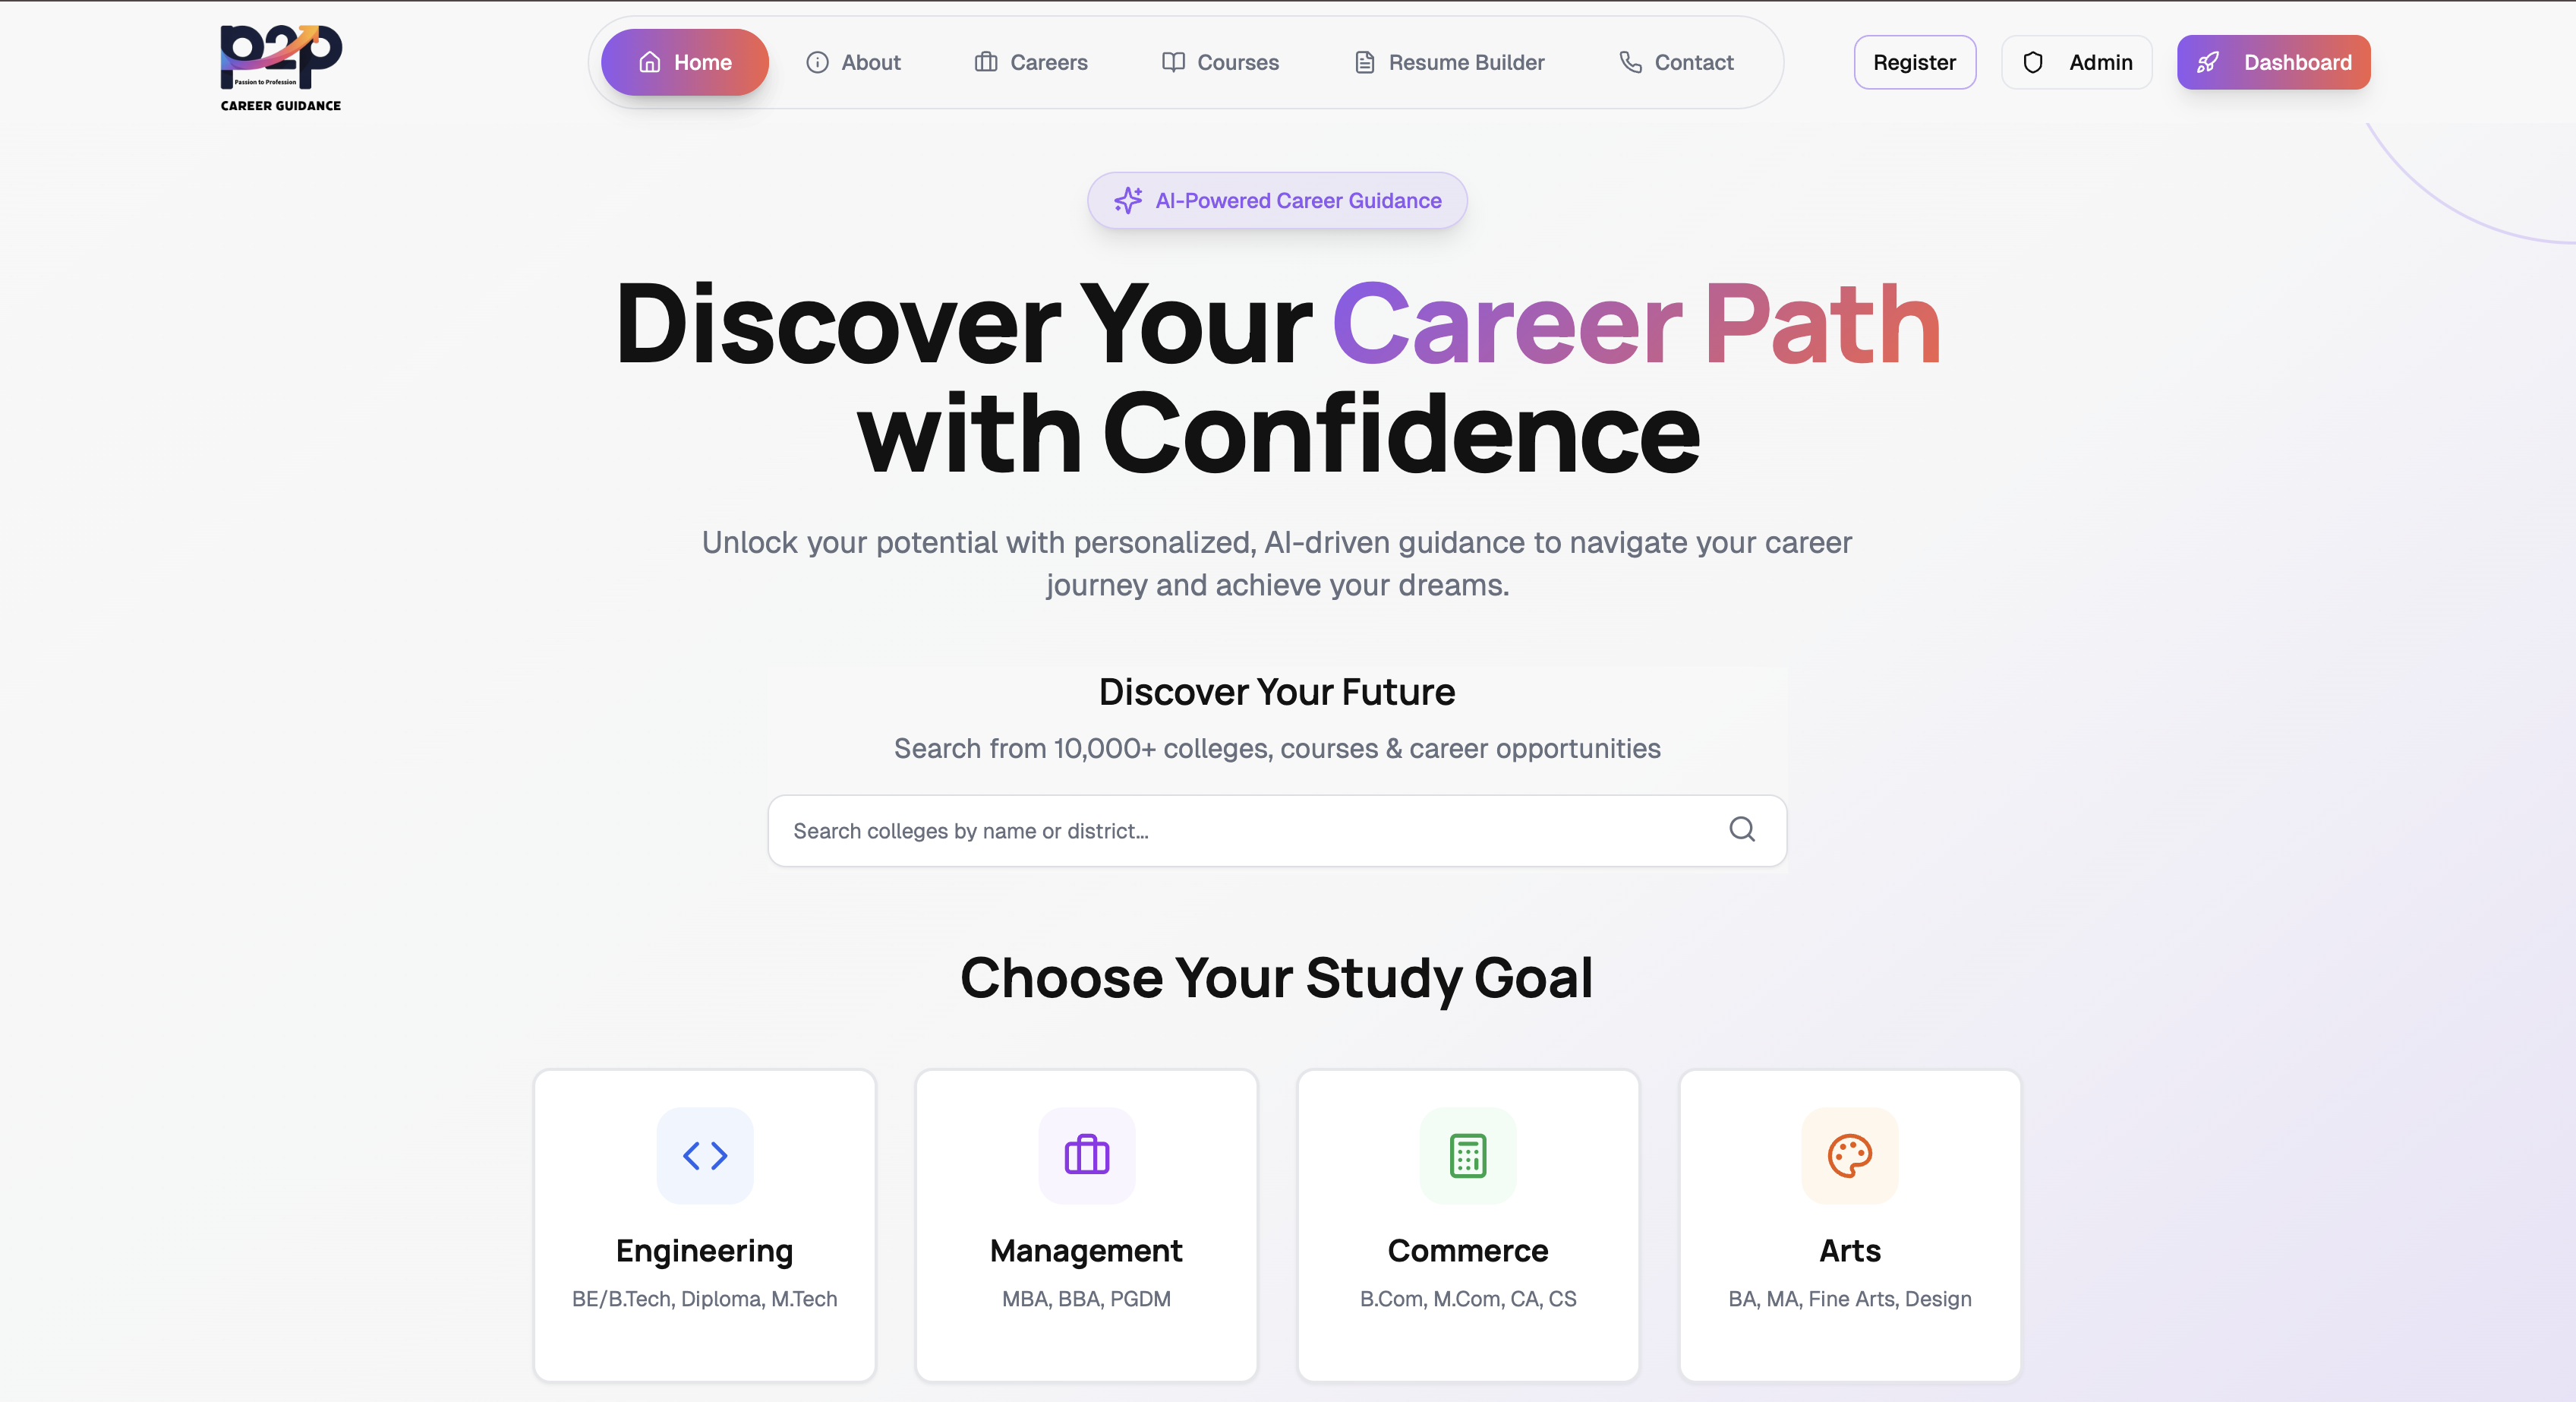 p2p
Passion to Profession
CAREER GUIDANCE
Home
About
Careers
Courses
Resume Builder
Contact
Register
Admin
Dashboard
AI-Powered Career Guidance
Discover Your Career Path
with Confidence
Unlock your potential with personalized, AI-driven guidance to navigate your career
journey and achieve your dreams.
Discover Your Future
Search from 10,000+ colleges, courses & career opportunities
Search colleges by name or district...
Choose Your Study Goal
Engineering
BE/B.Tech, Diploma, M.Tech
Management
MBA, BBA, PGDM
Commerce
B.Com, M.Com, CA, CS
Arts
BA, MA, Fine Arts, Design